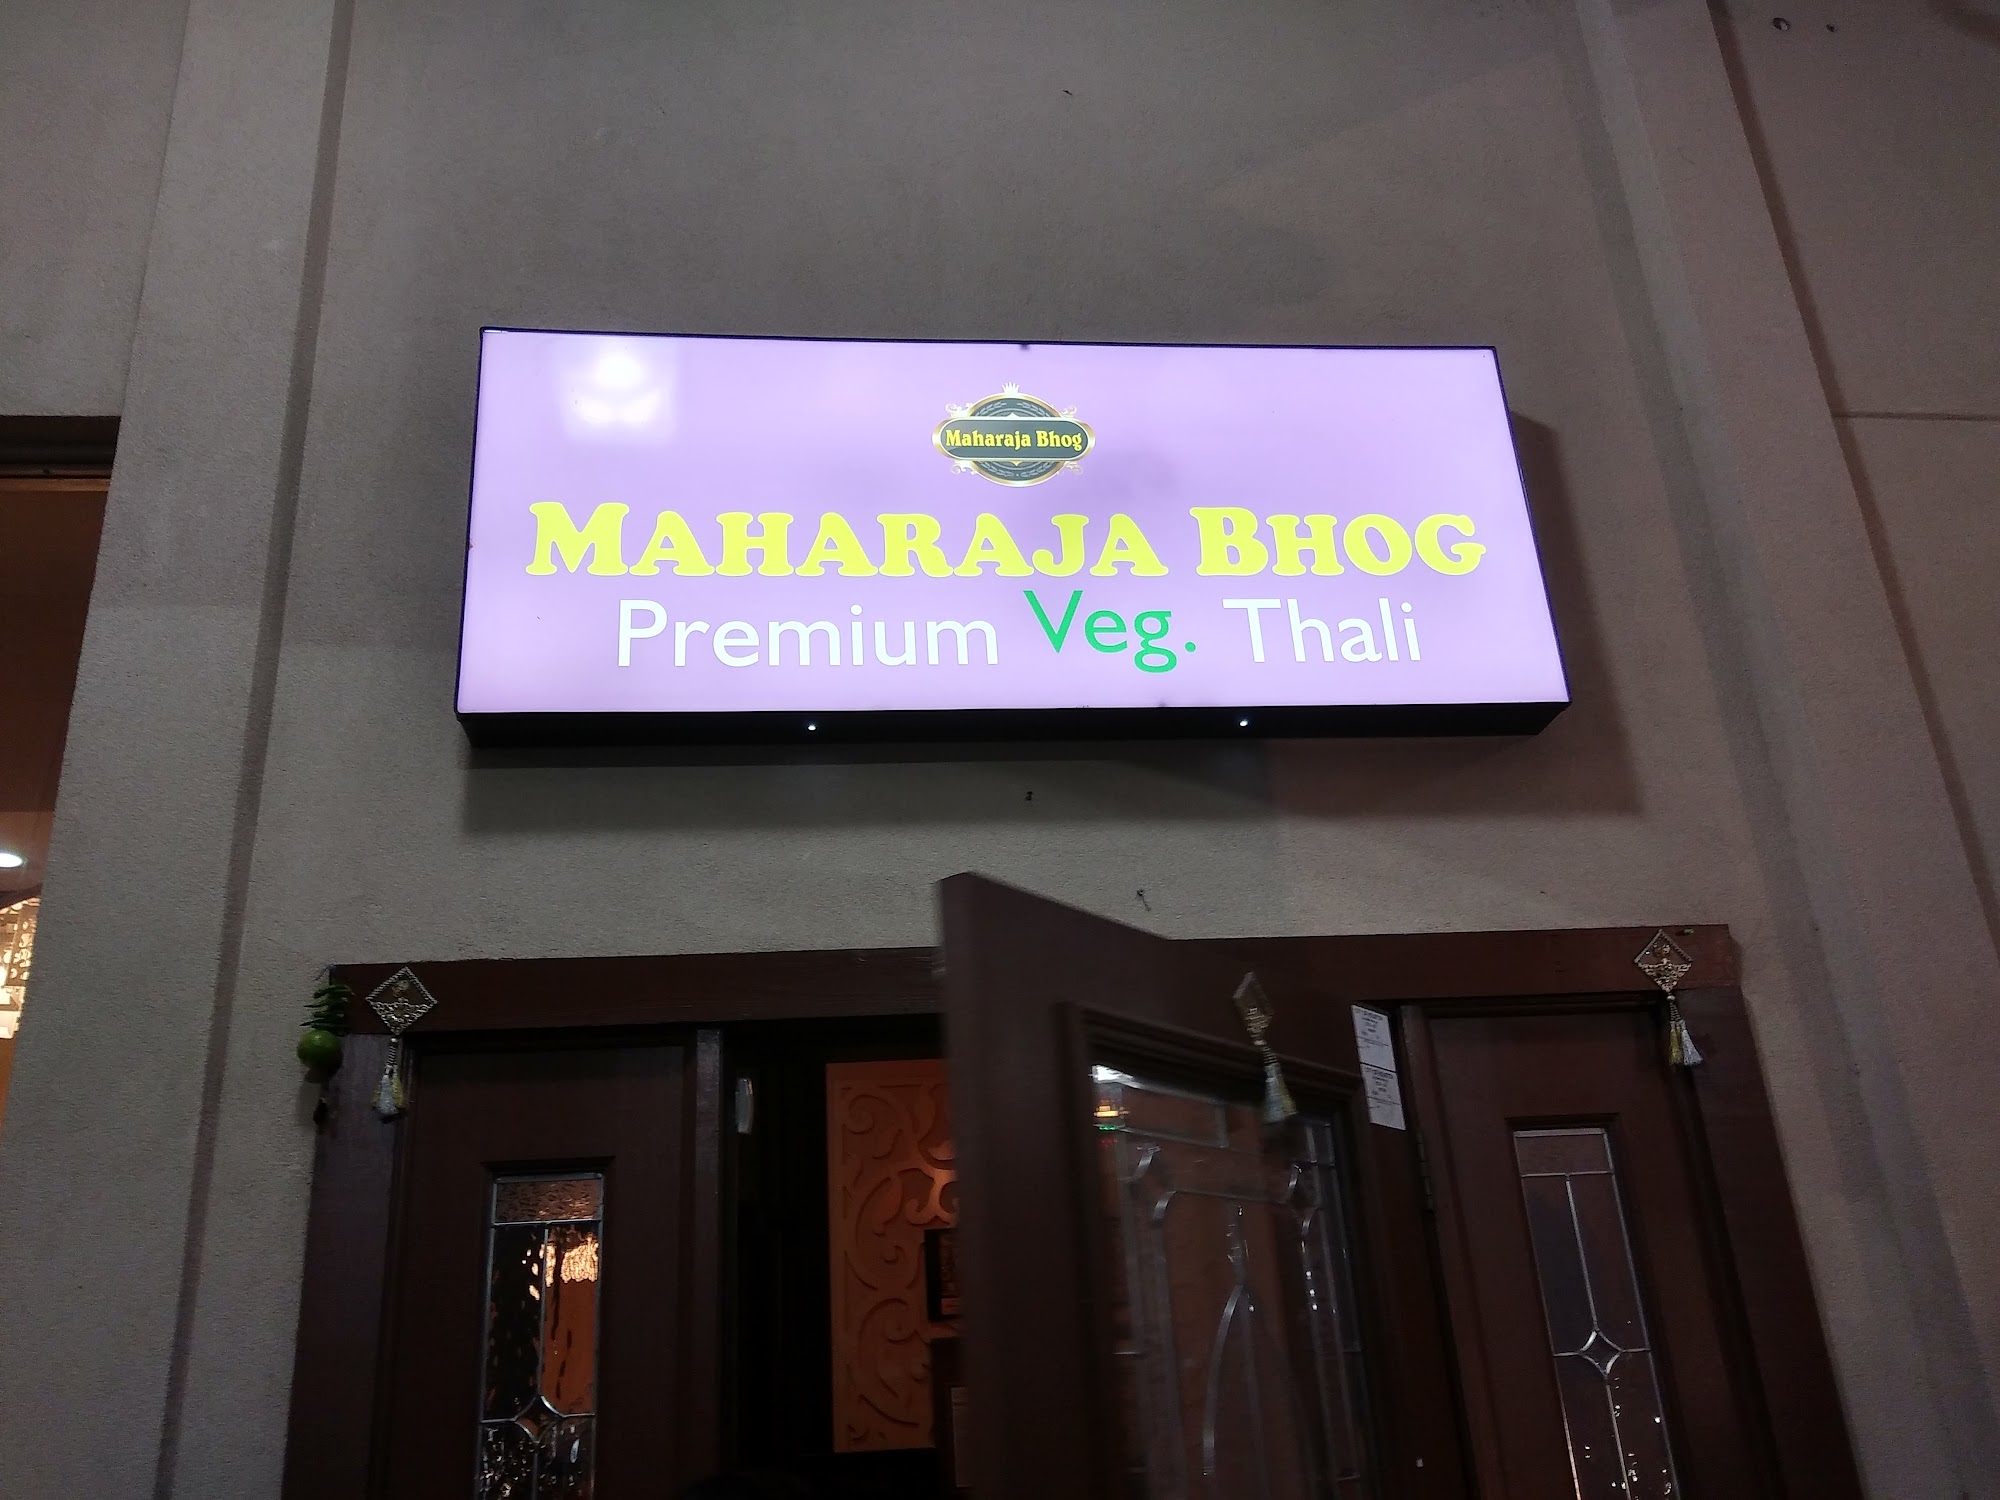 Maharaja Bhog
MAHARAJA BHOG
Premium Veg. Thali